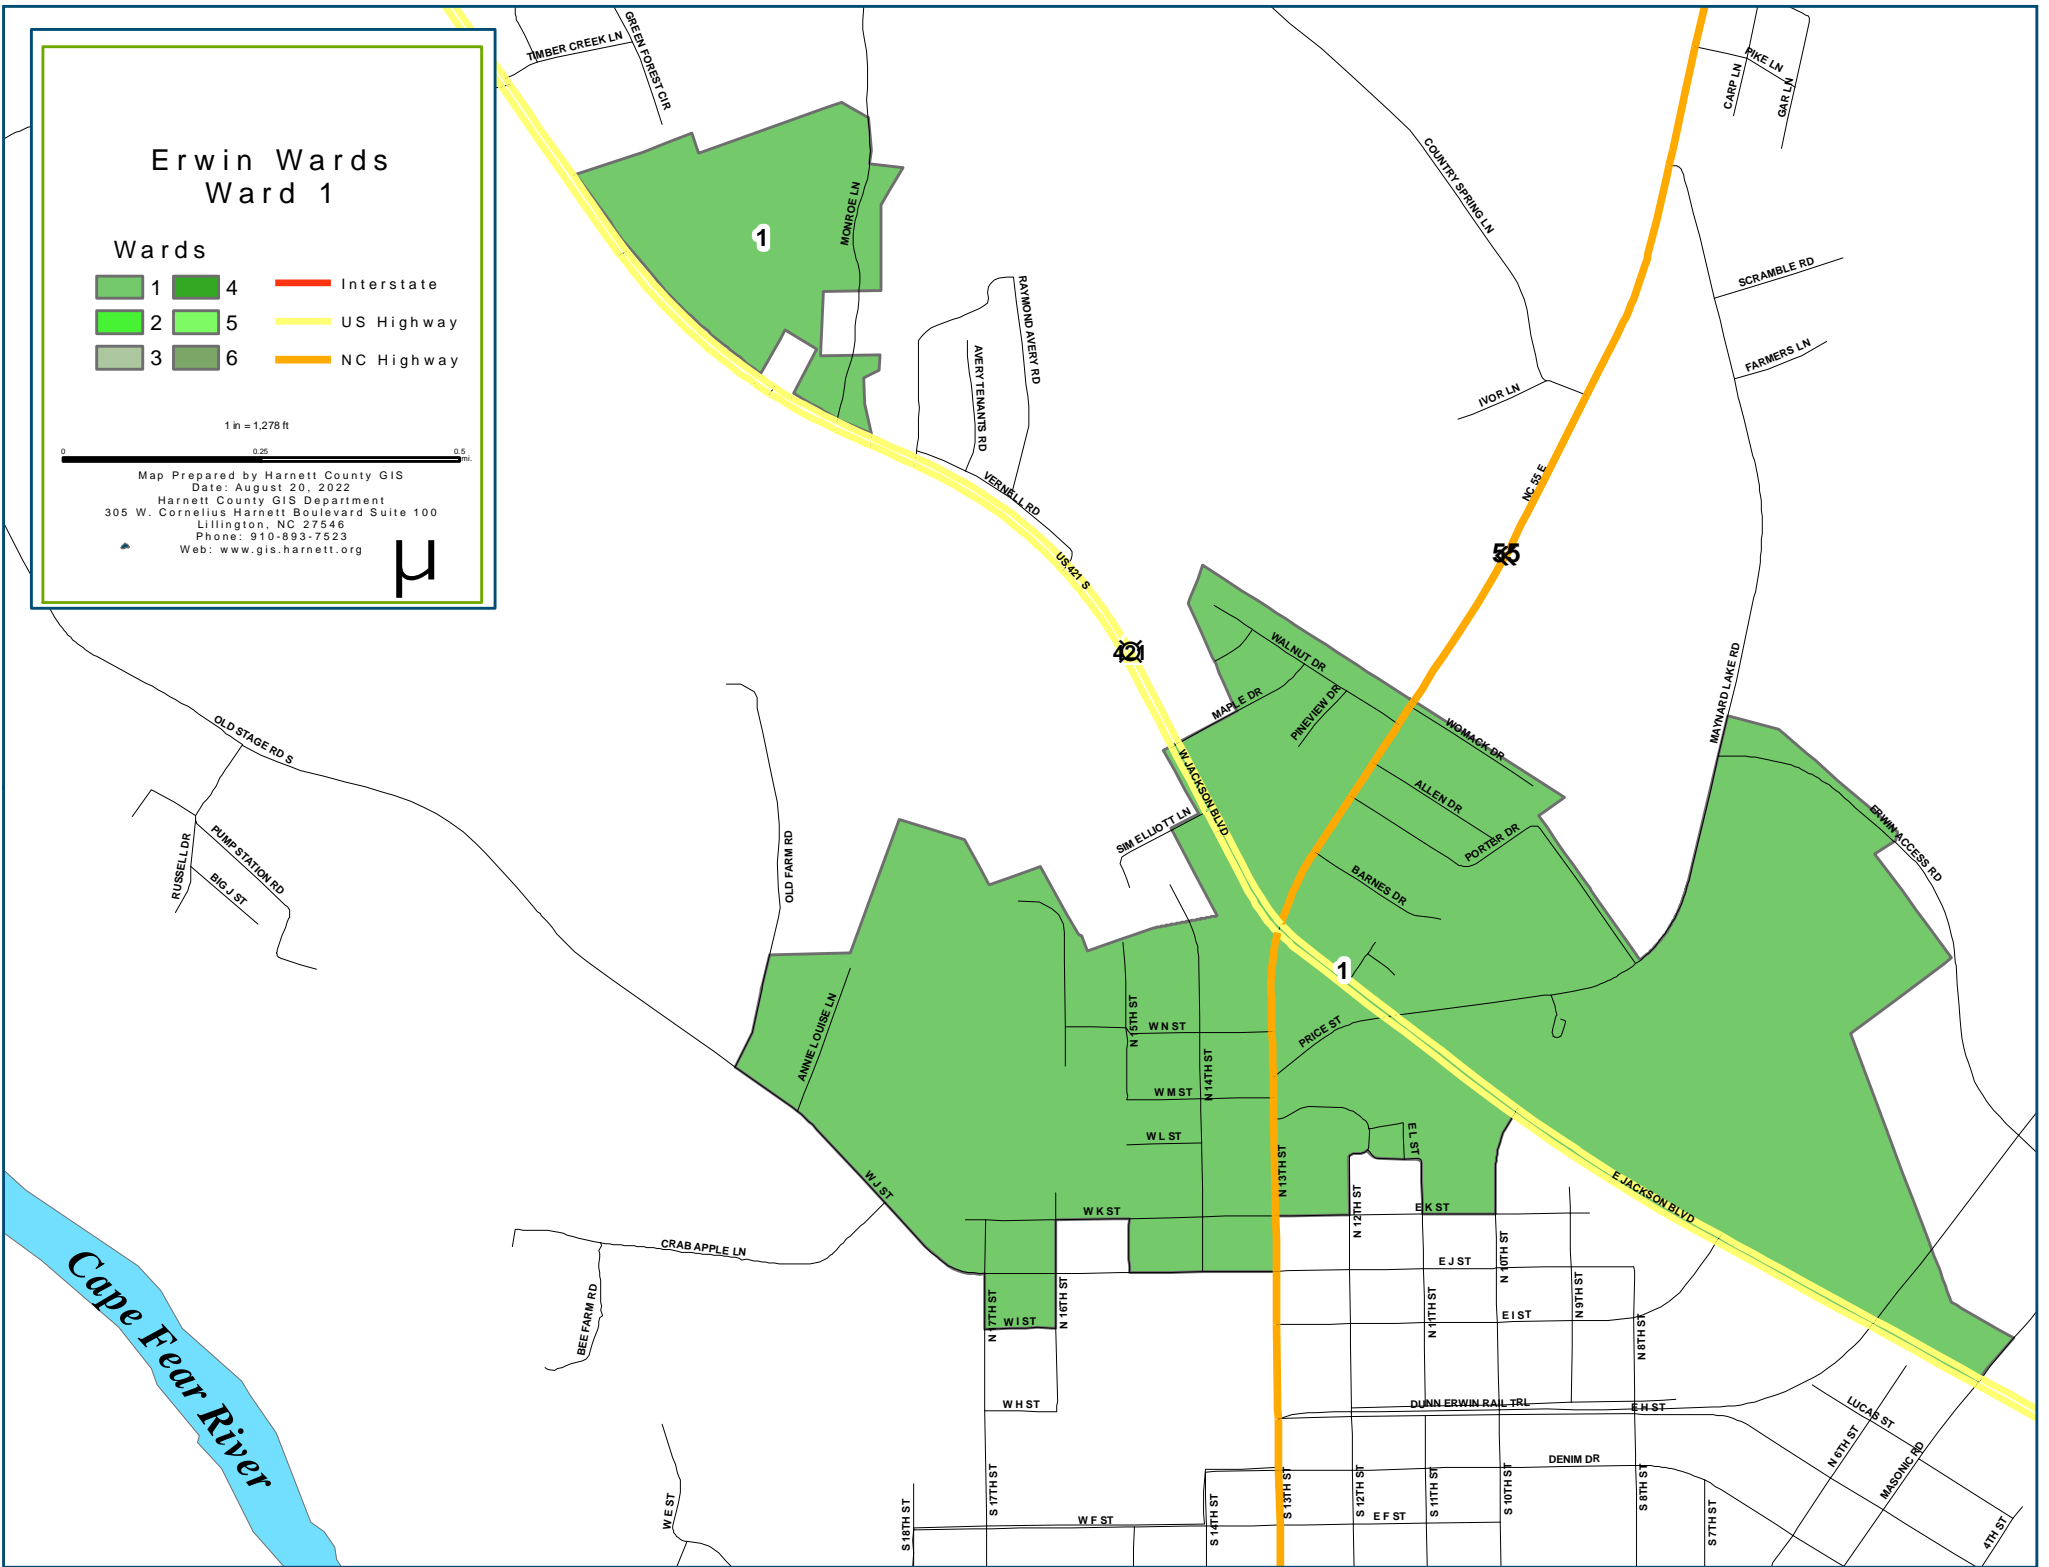 Erwin Wards
Ward 1
Wards
1 4 Interstate
2 5 US Highway
3 6 NC Highway
1 in = 1,278 ft
0 0.25 0.5
mi.
Map Prepared by Harnett County GIS
Date: August 20, 2022
Harnett County GIS Department
305 W. Cornelius Harnett Boulevard Suite 100
Lillington, NC 27546
Phone: 910-893-7523
Web: www.gis.harnett.org
µ
TIMBER CREEK LN
GREEN FOREST CIR
MONROE LN
1
RAYMOND AVERY RD
AVERY TENANTS RD
VERNELL RD
US 421 S
421
COUNTRY SPRING LN
IVOR LN
NC 55 E
55
PIKE LN
CARP LN
GAR LN
SCRAMBLE RD
FARMERS LN
MAYNARD LAKE RD
WALNUT DR
MAPLE DR
PINEVIEW DR
WOMACK DR
ALLEN DR
PORTER DR
BARNES DR
W JACKSON BLVD
SIM ELLIOTT LN
ERWIN ACCESS RD
OLD STAGE RD S
RUSSELL DR
PUMP STATION RD
BIG J ST
OLD FARM RD
ANNIE LOUISE LN
1
PRICE ST
N 15TH ST
W N ST
N 14TH ST
W M ST
W L ST
E L ST
N 13TH ST
N 12TH ST
W J ST
W K ST
E K ST
E JACKSON BLVD
CRAB APPLE LN
BEE FARM RD
E J ST
N 10TH ST
N 17TH ST
N 16TH ST
W I ST
N 11TH ST
E I ST
N 9TH ST
N 8TH ST
W H ST
DUNN ERWIN RAIL TRL
E H ST
LUCAS ST
N 6TH ST
MASONIC RD
DENIM DR
W E ST
S 18TH ST
S 17TH ST
W F ST
S 14TH ST
S 13TH ST
S 12TH ST
E F ST
S 11TH ST
S 10TH ST
S 8TH ST
S 7TH ST
4TH ST
Cape Fear River